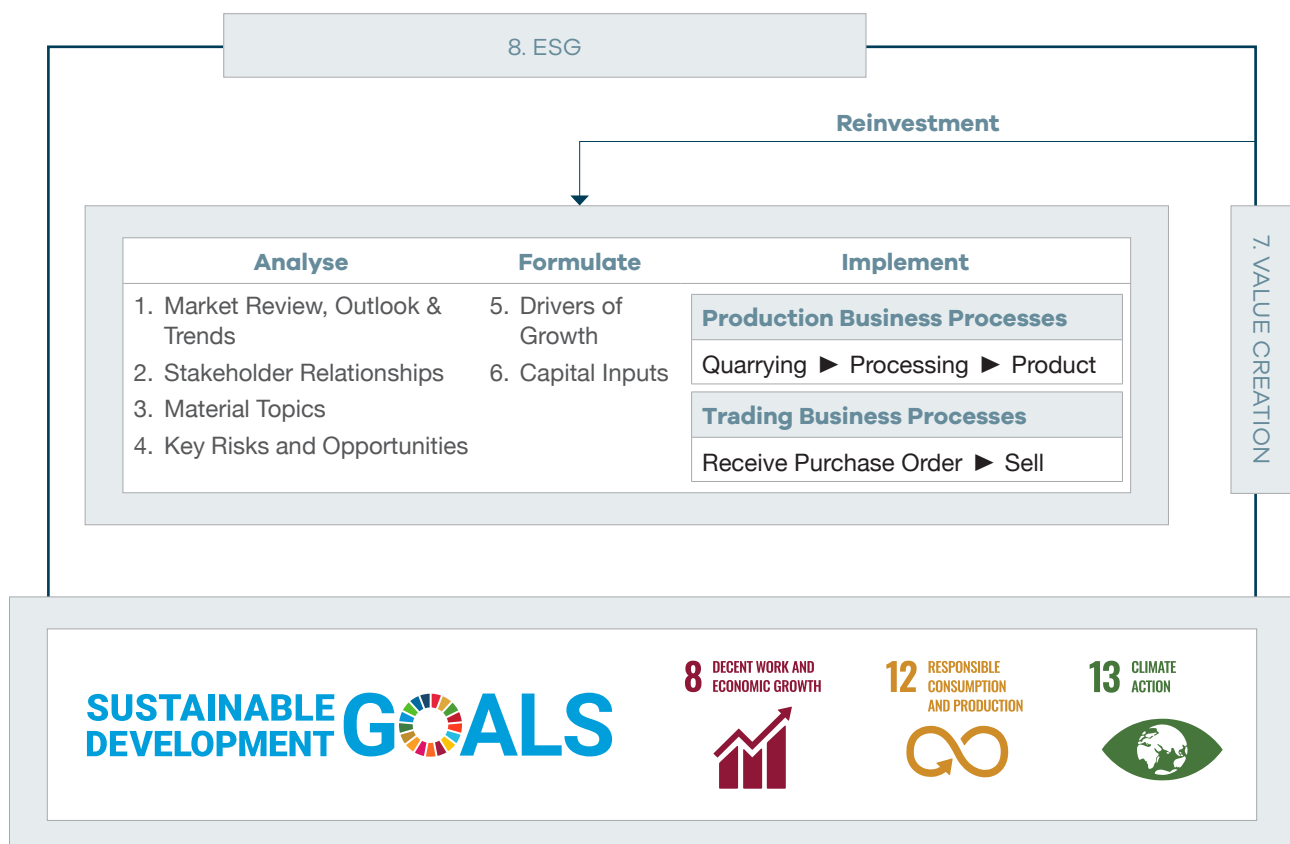 8. ESG
Reinvestment
Analyse
1. Market Review, Outlook &
Trends
2. Stakeholder Relationships
3. Material Topics
4. Key Risks and Opportunities
Formulate
5. Drivers of
Growth
6. Capital Inputs
Implement
Production Business Processes
Quarrying ► Processing ► Product
Trading Business Processes
Receive Purchase Order ► Sell
7. VALUE CREATION
SUSTAINABLE
DEVELOPMENT
GOALS
8 DECENT WORK AND
ECONOMIC GROWTH
12 RESPONSIBLE
CONSUMPTION
AND PRODUCTION
13 CLIMATE
ACTION